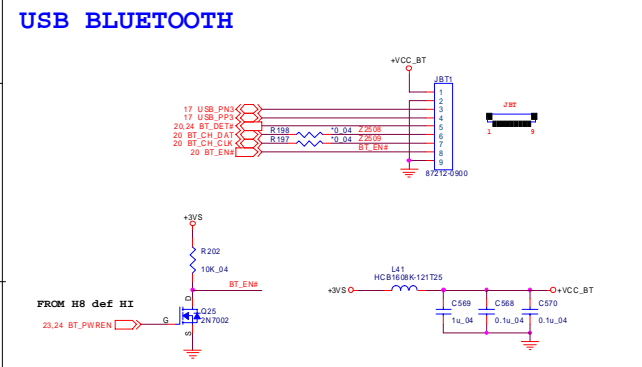 USB BLUETOOTH
+VCC_BT
JBT1
17 USB_PN3
17 USB_PP3
20,24 BT_DET#
20 BT_CH_DAT
20 BT_CH_CLK
20 BT_EN#
R198
*0_04
Z2508
R197
*0_04
Z2509
BT_EN#
1
2
3
4
5
6
7
8
9
87212-0900
JBT
1
9
+3VS
R202
10K_04
BT_EN#
FROM H8 def HI
23,24 BT_PWREN
G
D
S
Q25
2N7002
L41
HCB1608K-121T25
+3VS
+VCC_BT
C569
1u_04
C568
0.1u_04
C570
0.1u_04